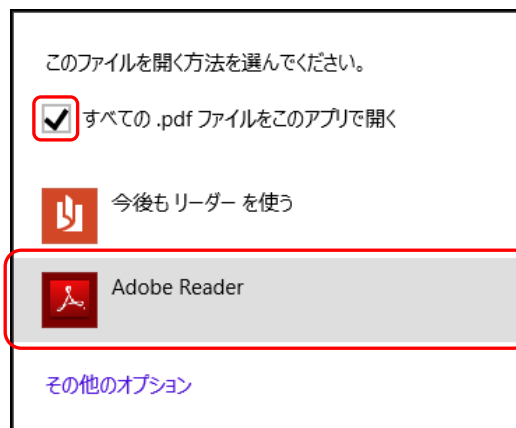 このファイルを開く方法を選んでください。
すべての .pdf ファイルをこのアプリで開く
今後も リーダー を使う
Adobe Reader
その他のオプション